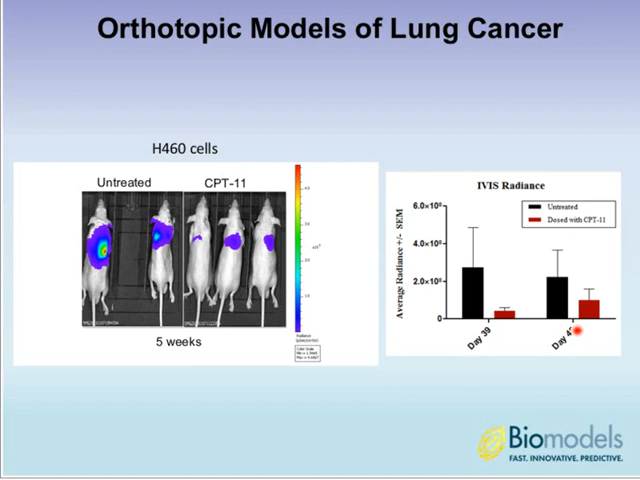 Orthotopic Models of Lung Cancer
H460 cells
Untreated
CPT-11
5 weeks
IVIS Radiance
Untreated
Dosed with CPT-11
Average Radiance +/- SEM
6.0×10⁸
4.0×10⁸
2.0×10⁸
0
Day 39
Day
Biomodels
FAST. INNOVATIVE. PREDICTIVE.